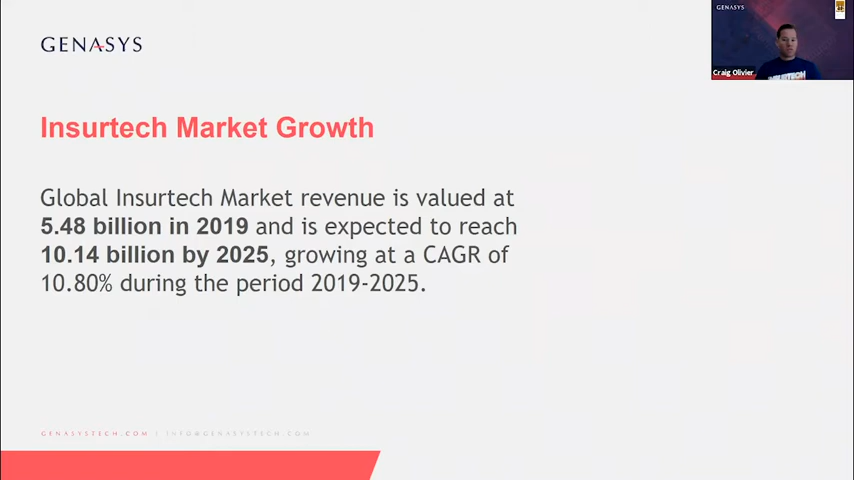 GENASYS
GENASYS
Craig Olivier
Insurtech Market Growth
Global Insurtech Market revenue is valued at
5.48 billion in 2019 and is expected to reach
10.14 billion by 2025, growing at a CAGR of
10.80% during the period 2019-2025.
GENASYSTECH.COM | INFO@GENASYSTECH.COM